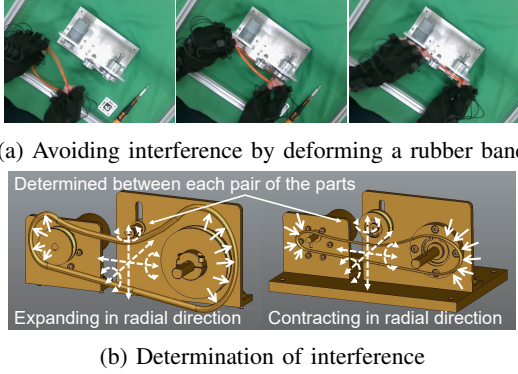 (a) Avoiding interference by deforming a rubber band
Determined between each pair of the parts
Expanding in radial direction
Contracting in radial direction
(b) Determination of interference